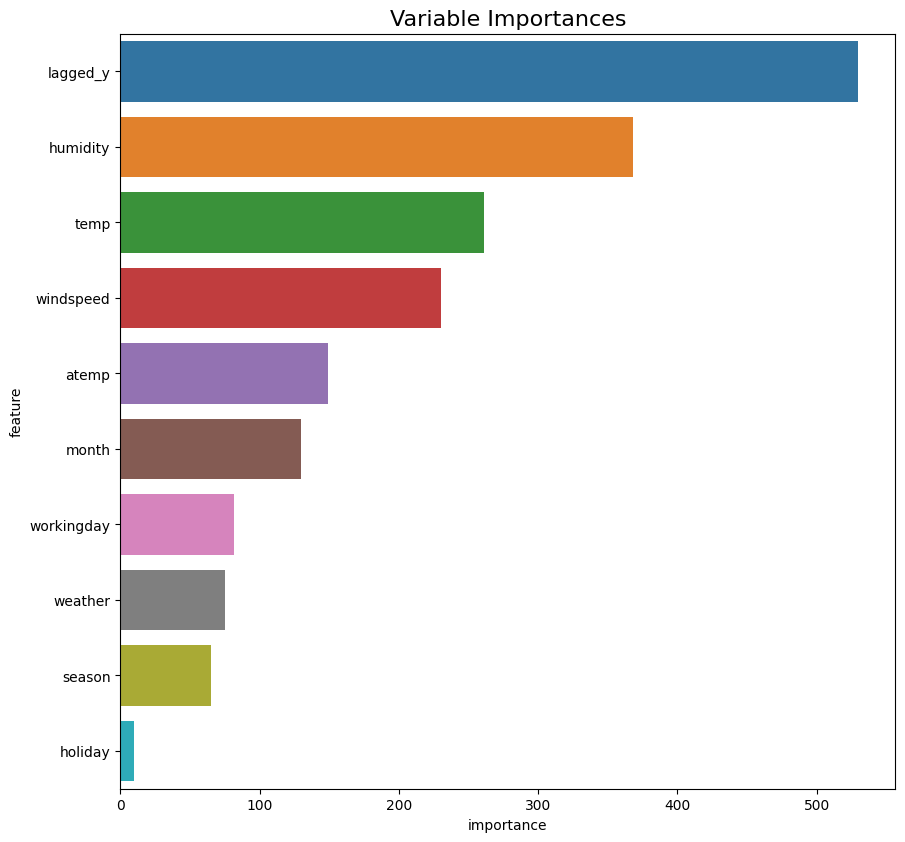 Variable Importances
lagged_y
humidity
temp
windspeed
atemp
month
workingday
weather
season
holiday
feature
0 100 200 300 400 500
importance